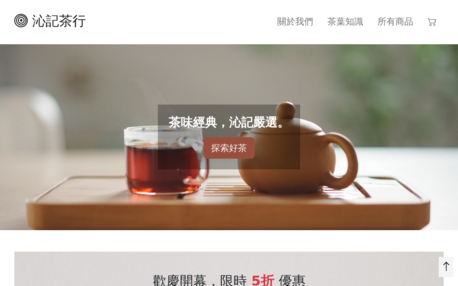 沁記茶行
關於我們 茶葉知識 所有商品
茶味經典，沁記嚴選。
探索好茶
歡慶開幕，限時 5折 優惠